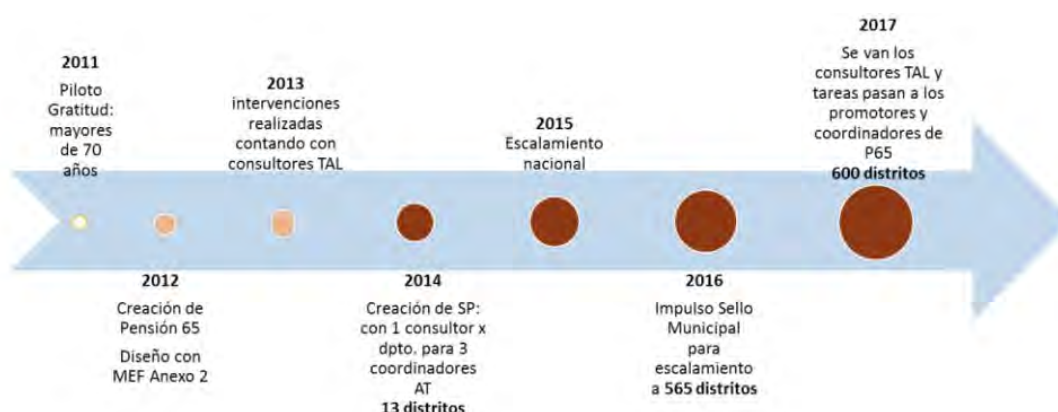 2011
Piloto
Gratitud:
mayores
de 70
años
2012
Creación de
Pensión 65
Diseño con
MEF Anexo 2
2013
intervenciones
realizadas
contando con
consultores TAL
2014
Creación de SP:
con 1 consultor x
dpto. para 3
coordinadores
AT
13 distritos
2015
Escalamiento
nacional
2016
Impulso Sello
Municipal
para
escalamiento
a 565 distritos
2017
Se van los
consultores TAL y
tareas pasan a los
promotores y
coordinadores de
P65
600 distritos